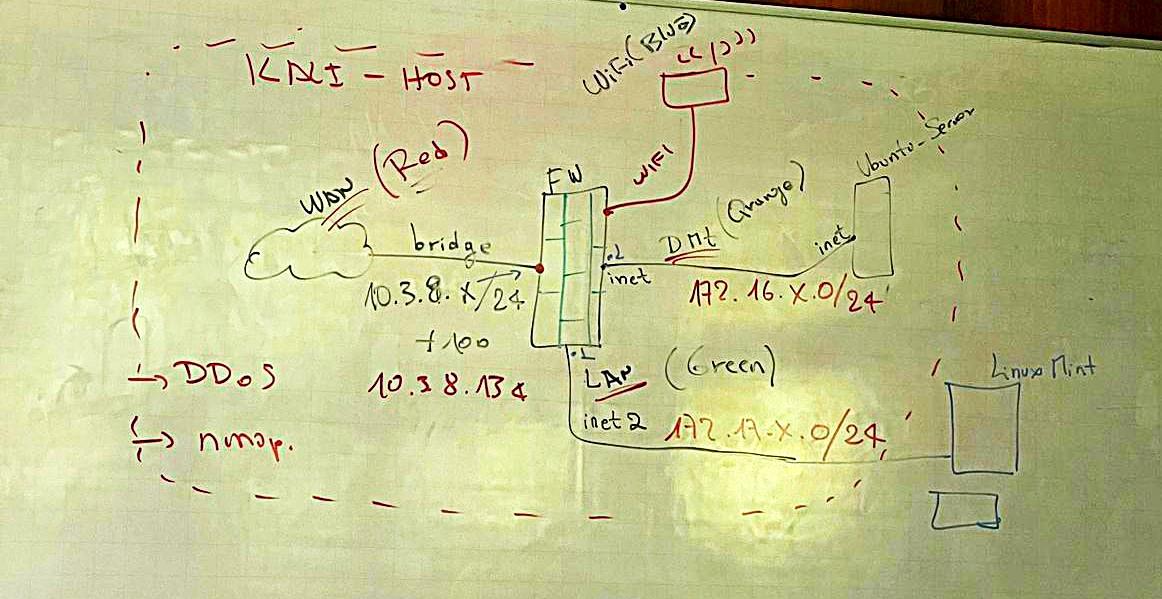 KALI - HOST
WiFi (Blue)
WAN (Red)
FW
WIFI
Ubuntu-Server
bridge
10.3.8.X/24
+100
10.3.8.134
.1
inet
DMZ (Orange)
inet
172.16.X.0/24
DDoS
nmap.
.1
LAN (Green)
inet2
172.17.X.0/24
Linux Mint